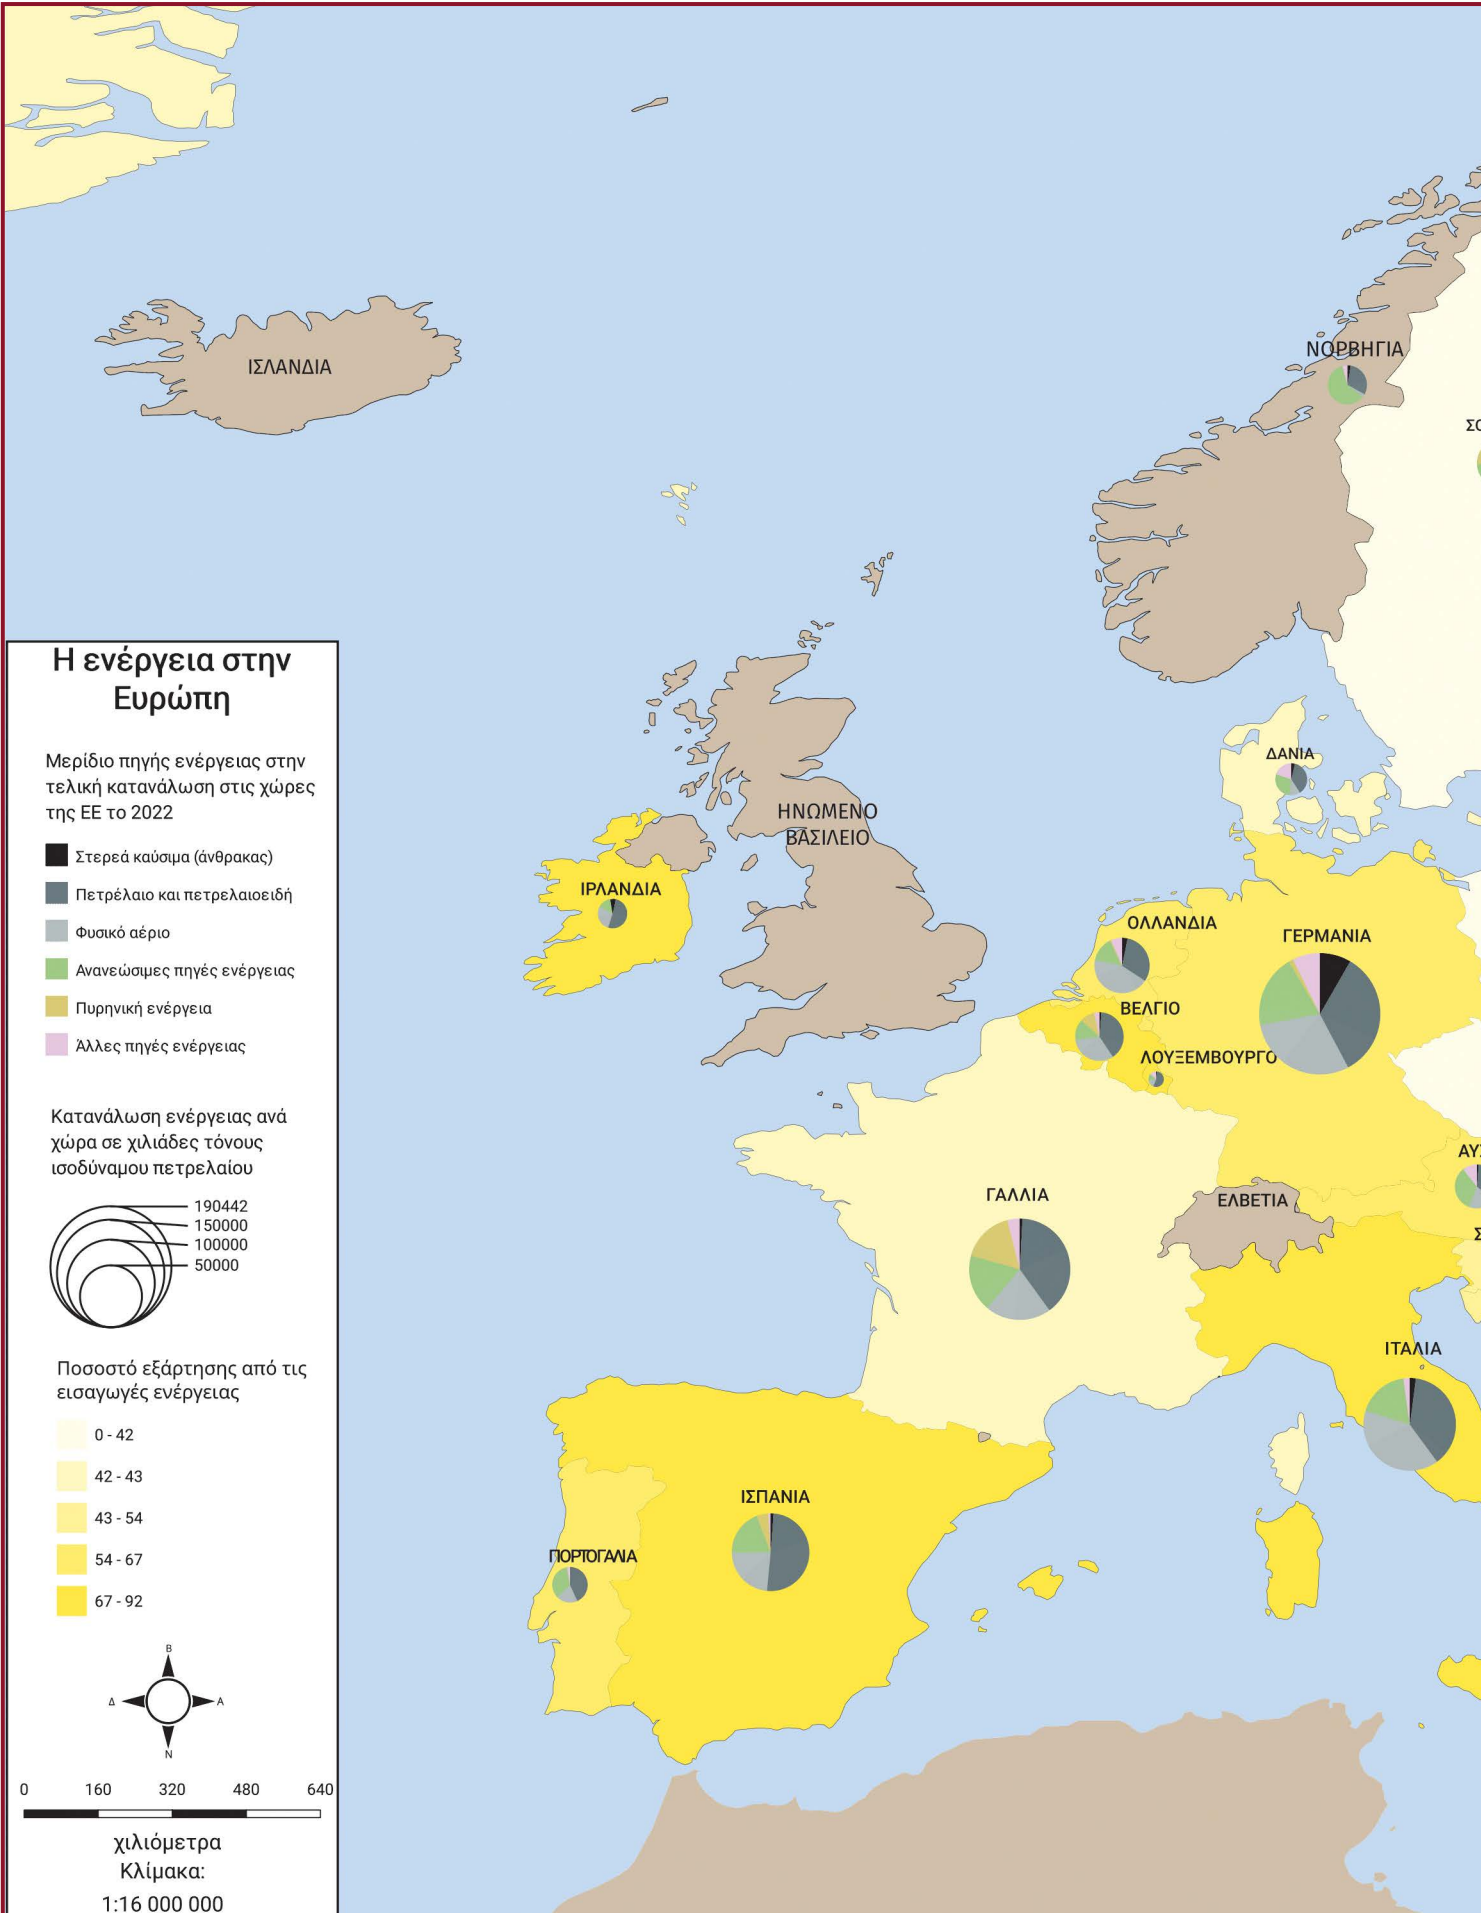 ΙΣΛΑΝΔΙΑ
ΝΟΡΒΗΓΙΑ
ΣΟ
Η ενέργεια στην
Ευρώπη
Μερίδιο πηγής ενέργειας στην
τελική κατανάλωση στις χώρες
της ΕΕ το 2022
Στερεά καύσιμα (άνθρακας)
Πετρέλαιο και πετρελαιοειδή
Φυσικό αέριο
Ανανεώσιμες πηγές ενέργειας
Πυρηνική ενέργεια
Άλλες πηγές ενέργειας
Κατανάλωση ενέργειας ανά
χώρα σε χιλιάδες τόνους
ισοδύναμου πετρελαίου
190442
150000
100000
50000
Ποσοστό εξάρτησης από τις
εισαγωγές ενέργειας
0 - 42
42 - 43
43 - 54
54 - 67
67 - 92
Β
Δ
Α
Ν
0 160 320 480 640
χιλιόμετρα
Κλίμακα:
1:16 000 000
ΔΑΝΙΑ
ΗΝΩΜΕΝΟ
ΒΑΣΙΛΕΙΟ
ΙΡΛΑΝΔΙΑ
ΟΛΛΑΝΔΙΑ
ΓΕΡΜΑΝΙΑ
ΒΕΛΓΙΟ
ΛΟΥΞΕΜΒΟΥΡΓΟ
ΑΥΣ
ΓΑΛΛΙΑ
ΕΛΒΕΤΙΑ
Σ
ΙΤΑΛΙΑ
ΙΣΠΑΝΙΑ
ΠΟΡΤΟΓΑΛΙΑ